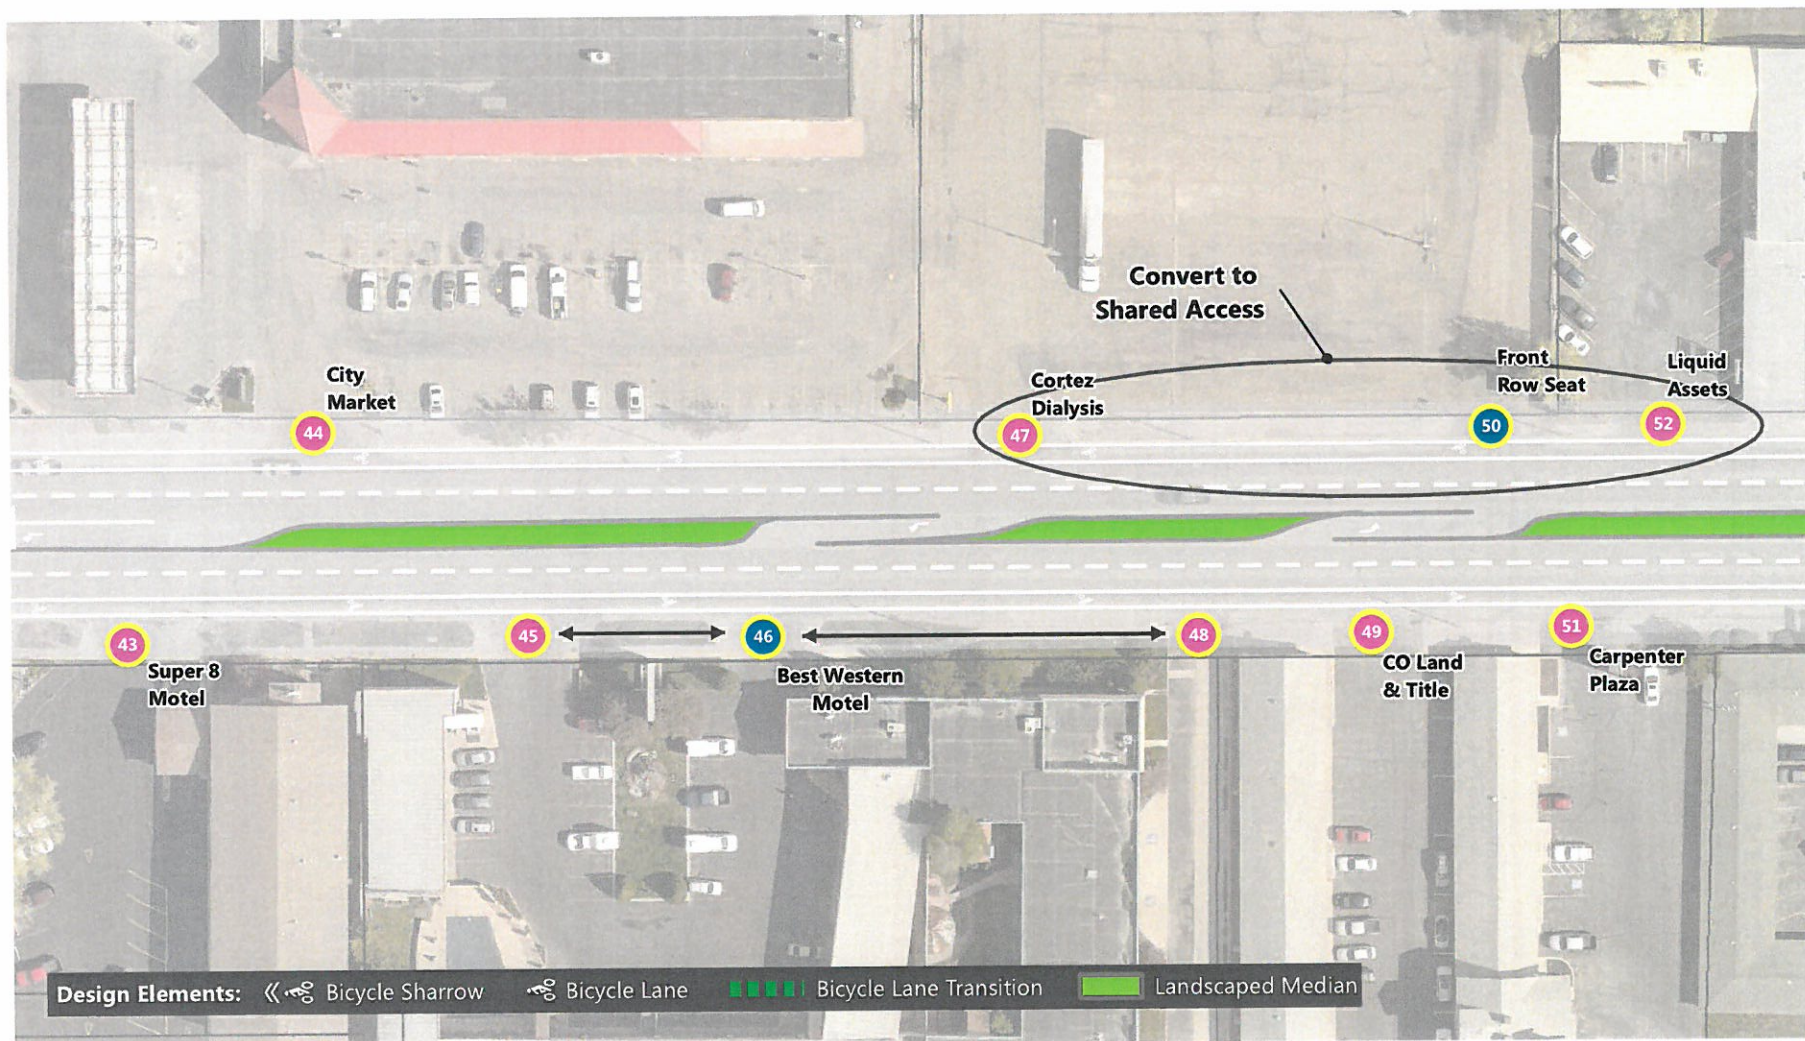 Convert to
Shared Access
City
Market
Cortez
Dialysis
Front
Row Seat
Liquid
Assets
44
47
50
52
43
45
46
48
49
51
Super 8
Motel
Best Western
Motel
CO Land
& Title
Carpenter
Plaza
Design Elements: Bicycle Sharrow Bicycle Lane Bicycle Lane Transition Landscaped Median